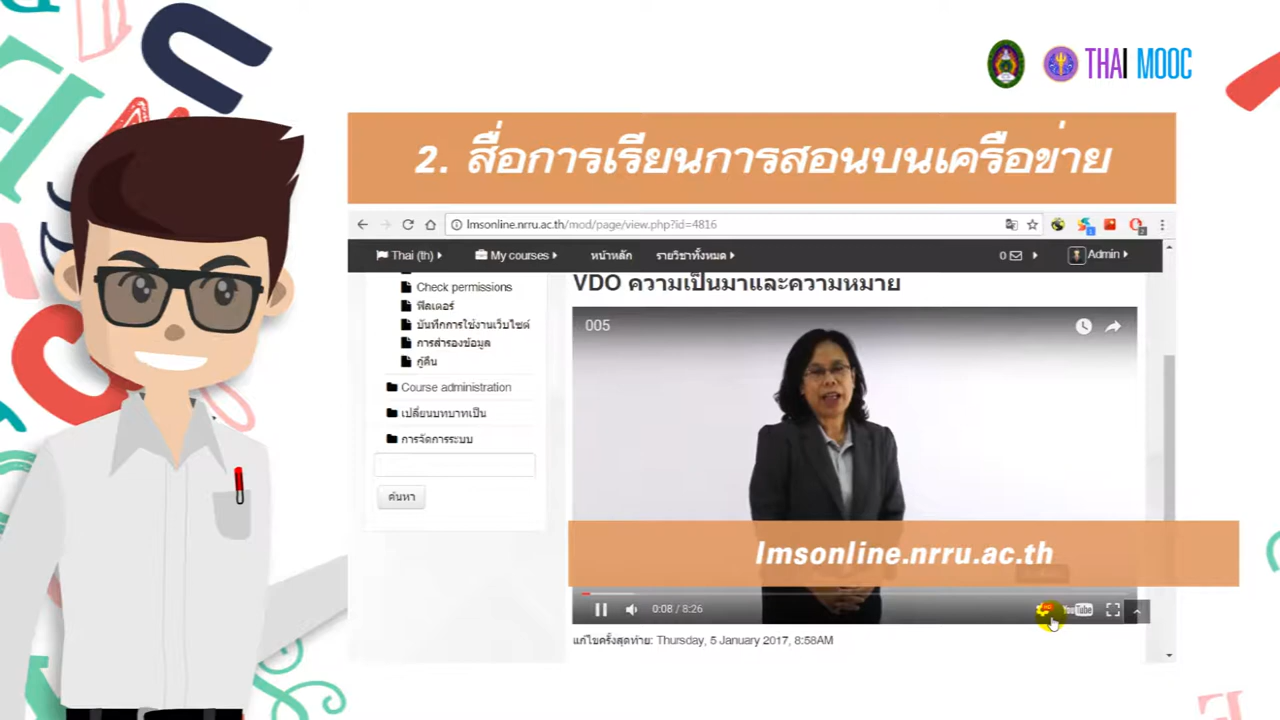 THAI MOOC
2. สื่อการเรียนการสอนบนเครือข่าย
lmsonline.nrru.ac.th/mod/page/view.php?id=4816
Thai (th) My courses หน้าหลัก รายวิชาทั้งหมด 0 Admin
Check permissions
ฟิลเตอร์
บันทึกการใช้งานเว็บไซต์
การสำรองข้อมูล
กู้คืน
Course administration
เปลี่ยนบทบาทเป็น
การจัดการระบบ
ค้นหา
VDO ความเป็นมาและความหมาย
005
lmsonline.nrru.ac.th
0:08 / 8:26
YouTube
แก้ไขครั้งสุดท้าย: Thursday, 5 January 2017, 8:58AM